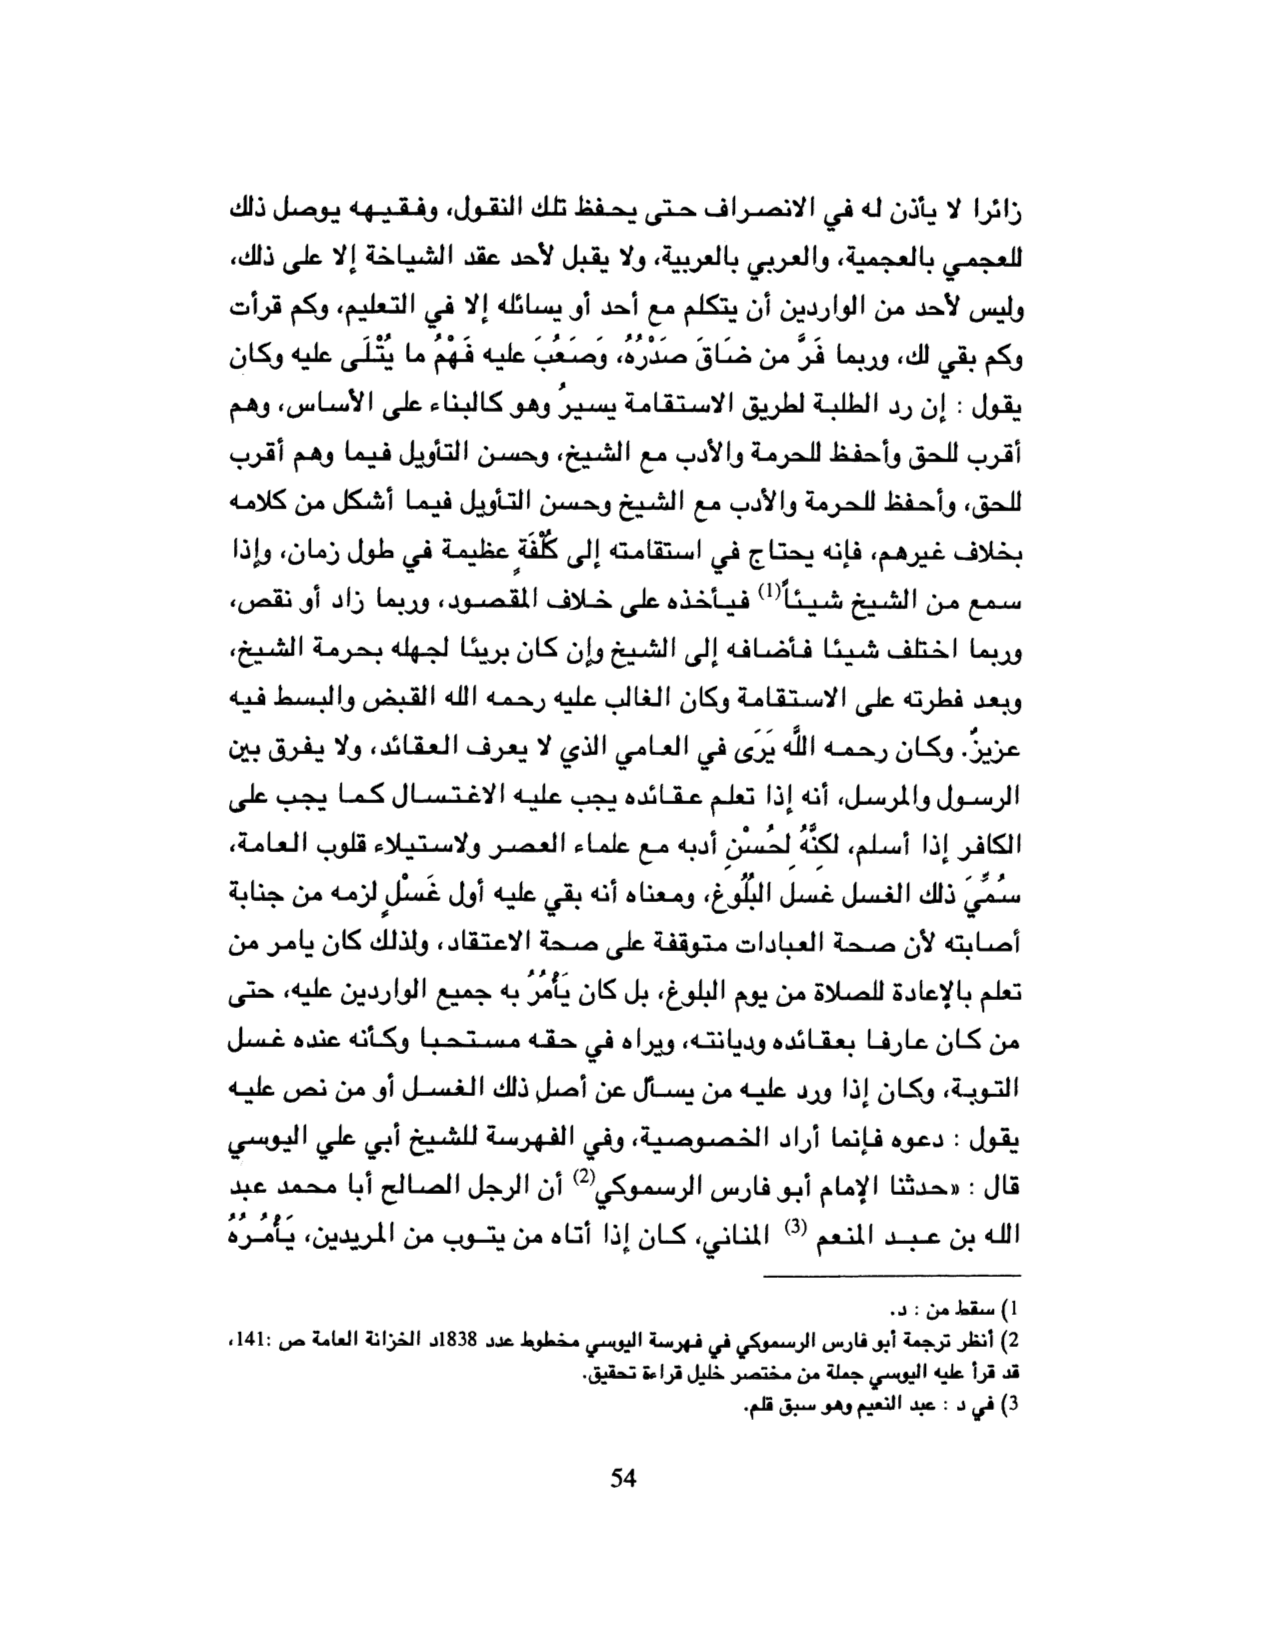 زائرا لا يأذن له في الانصراف حتى يحفظ تلك النقول، وفقيهه يوصل ذلك
للعجمي بالعجمية، والعربي بالعربية، ولا يقبل لأحد عقد الشياخة إلا على ذلك،
وليس لأحد من الواردين أن يتكلم مع أحد أو يسائله إلا في التعليم، وكم قرأت
وكم بقي لك، وربما فَرَّ من ضَاقَ صَدْرُهُ، وَصَعُبَ عليه فَهْمُ ما يُتْلَى عليه وكان
يقول : إن رد الطلبة لطريق الاستقامة يسيرُ وهو كالبناء على الأساس، وهم
أقرب للحق وأحفظ للحرمة والأدب مع الشيخ، وحسن التأويل فيما وهم أقرب
للحق، وأحفظ للحرمة والأدب مع الشيخ وحسن التأويل فيما أشكل من كلامه
بخلاف غيرهم، فإنه يحتاج في استقامته إلى كُلْفَةٍ عظيمة في طول زمان، وإذا
سمع من الشيخ شيئاً(1) فيأخذه على خلاف المقصود، وربما زاد أو نقص،
وربما اختلف شيئا فأضافه إلى الشيخ وإن كان بريئا لجهله بحرمة الشيخ،
وبعد فطرته على الاستقامة وكان الغالب عليه رحمه الله القبض والبسط فيه
عزيزُ. وكان رحمه اللَّه يَرَى في العامي الذي لا يعرف العقائد، ولا يفرق بين
الرسول والمرسل، أنه إذا تعلم عقائده يجب عليه الاغتسال كما يجب على
الكافر إذا أسلم، لكنَّهُ لِحُسْنِ أدبه مع علماء العصر ولاستيلاء قلوب العامة،
سُمِّيَ ذلك الغسل غسل البُلُوغ، ومعناه أنه بقي عليه أول غَسْلٍ لزمه من جنابة
أصابته لأن صحة العبادات متوقفة على صحة الاعتقاد، ولذلك كان يامر من
تعلم بالإعادة للصلاة من يوم البلوغ، بل كان يَأْمُرُ به جميع الواردين عليه، حتى
من كان عارفا بعقائده وديانته، ويراه في حقه مستحبا وكأنه عنده غسل
التوبة، وكان إذا ورد عليه من يسأل عن أصل ذلك الغسل أو من نص عليه
يقول : دعوه فإنما أراد الخصوصية، وفي الفهرسة للشيخ أبي علي اليوسي
قال : «حدثنا الإمام أبو فارس الرسموكي(2) أن الرجل الصالح أبا محمد عبد
الله بن عبد المنعم (3) المناني، كان إذا أتاه من يتوب من المريدين، يَأْمُرُهُ
1) سقط من : د.
2) أنظر ترجمة أبو فارس الرسموكي في فهرسة اليوسي مخطوط عدد 1838د الخزانة العامة ص :141،
قد قرأ عليه اليوسي جملة من مختصر خليل قراءة تحقيق.
3) في د : عبد النعيم وهو سبق قلم.
54